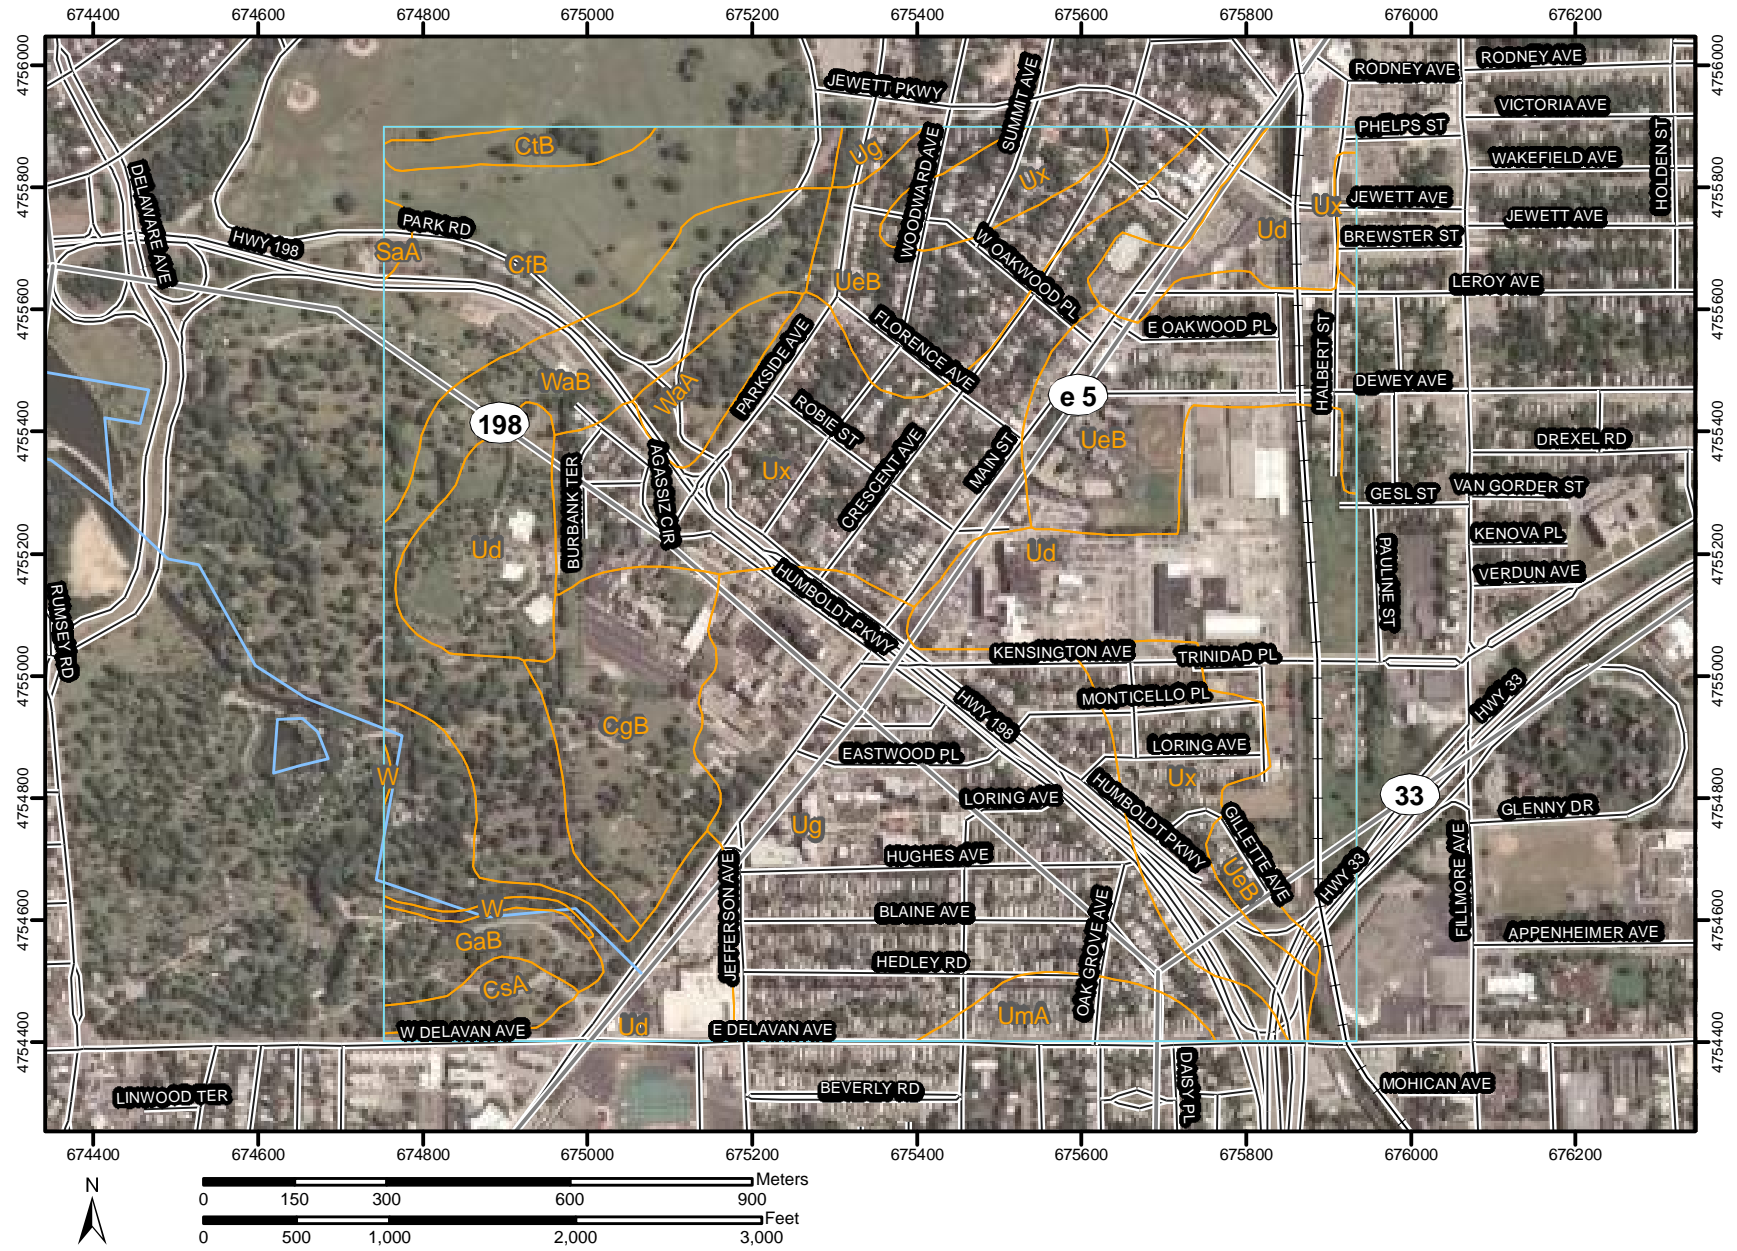 674400 674600 674800 675000 675200 675400 675600 675800 676000 676200
4756000
4755800
4755600
4755400
4755200
4755000
4754800
4754600
4754400
4756000
4755800
4755600
4755400
4755200
4755000
4754800
4754600
4754400
JEWETT PKWY
SUMMIT AVE
RODNEY AVE
RODNEY AVE
VICTORIA AVE
PHELPS ST
HOLDEN ST
WAKEFIELD AVE
CtB
Ug
WOODWARD AVE
Ux
DELAWARE AVE
JEWETT AVE
JEWETT AVE
Ux
PARK RD
HWY 198
SaA
CfB
Ud
BREWSTER ST
W OAKWOOD PL
UeB
LEROY AVE
E OAKWOOD PL
FLORENCE AVE
HALBERT ST
PARKSIDE AVE
WaB
WaA
DEWEY AVE
e 5
198
ROBIE ST
UeB
DREXEL RD
AGASSIZ CIR
Ux
CRESCENT AVE
MAIN ST
BURBANK TER
GESL ST
VAN GORDER ST
KENOVA PL
Ud
Ud
PAULINE ST
VERDUN AVE
RUMSEY RD
HUMBOLDT PKWY
KENSINGTON AVE
TRINIDAD PL
MONTICELLO PL
HWY 33
HWY 198
CgB
EASTWOOD PL
LORING AVE
W
Ux
LORING AVE
HUMBOLDT PKWY
33
GLENNY DR
Ug
GILLETTE AVE
HUGHES AVE
UeB
HWY 33
FILLMORE AVE
JEFFERSON AVE
W
BLAINE AVE
OAK GROVE AVE
APPENHEIMER AVE
GaB
HEDLEY RD
CsA
UmA
Ud
W DELAVAN AVE
E DELAVAN AVE
LINWOOD TER
BEVERLY RD
DAISY PL
MOHICAN AVE
674400 674600 674800 675000 675200 675400 675600 675800 676000 676200
N
Meters
0 150 300 600 900
Feet
0 500 1,000 2,000 3,000